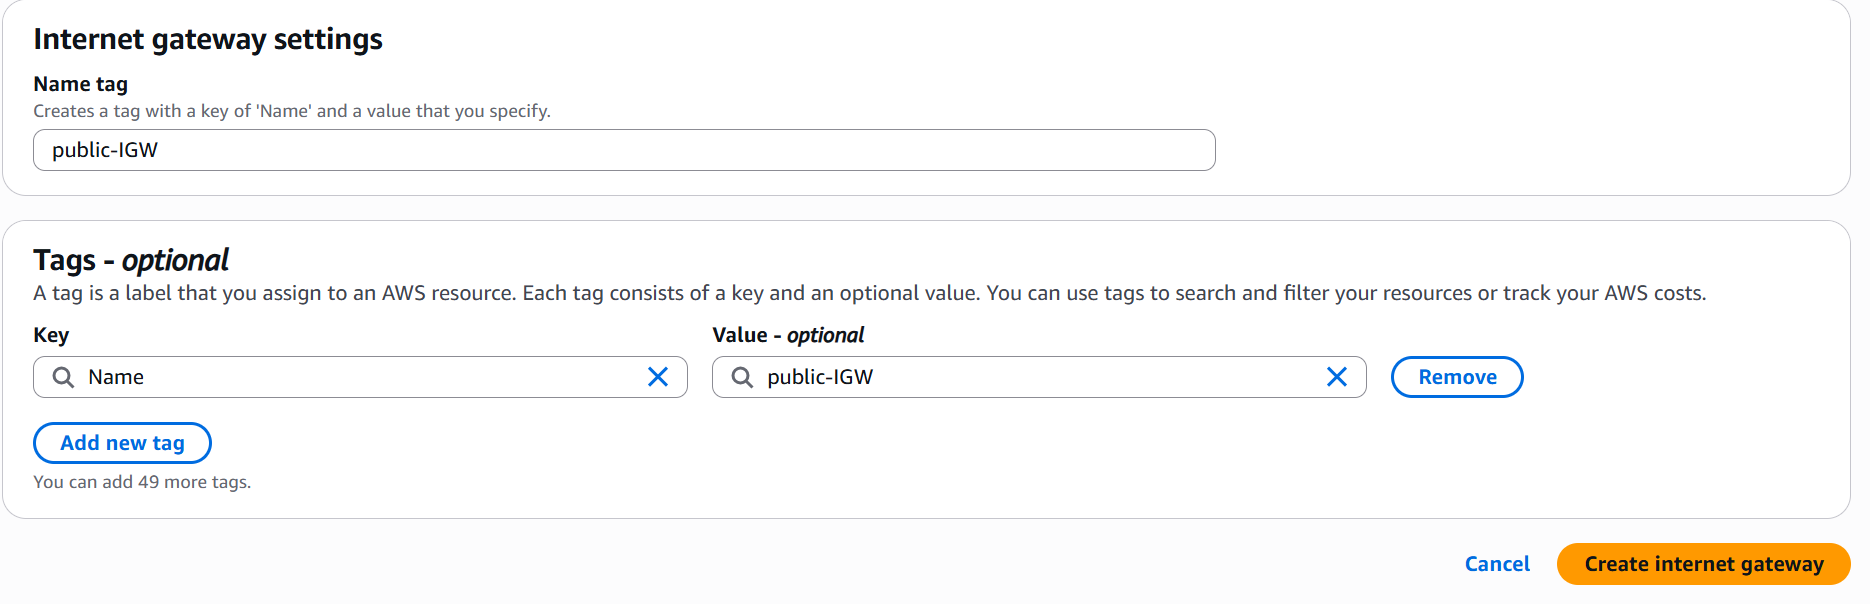 Internet gateway settings
Name tag
Creates a tag with a key of 'Name' and a value that you specify.
public-IGW
Tags - optional
A tag is a label that you assign to an AWS resource. Each tag consists of a key and an optional value. You can use tags to search and filter your resources or track your AWS costs.
Key
Value - optional
Name
public-IGW
Remove
Add new tag
You can add 49 more tags.
Cancel
Create internet gateway